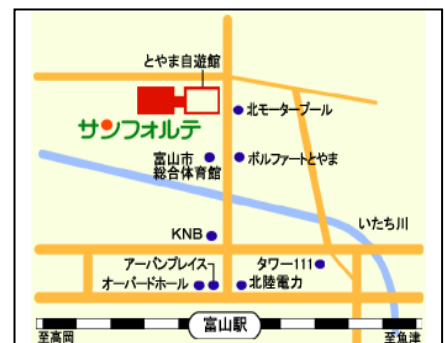 とやま自遊館
サンフォルテ
北モータープール
富山市
総合体育館
ボルファートとやま
いたち川
KNB
アーバンプレイス
タワー111
オーバードホール
北陸電力
富山駅
至高岡
至魚津